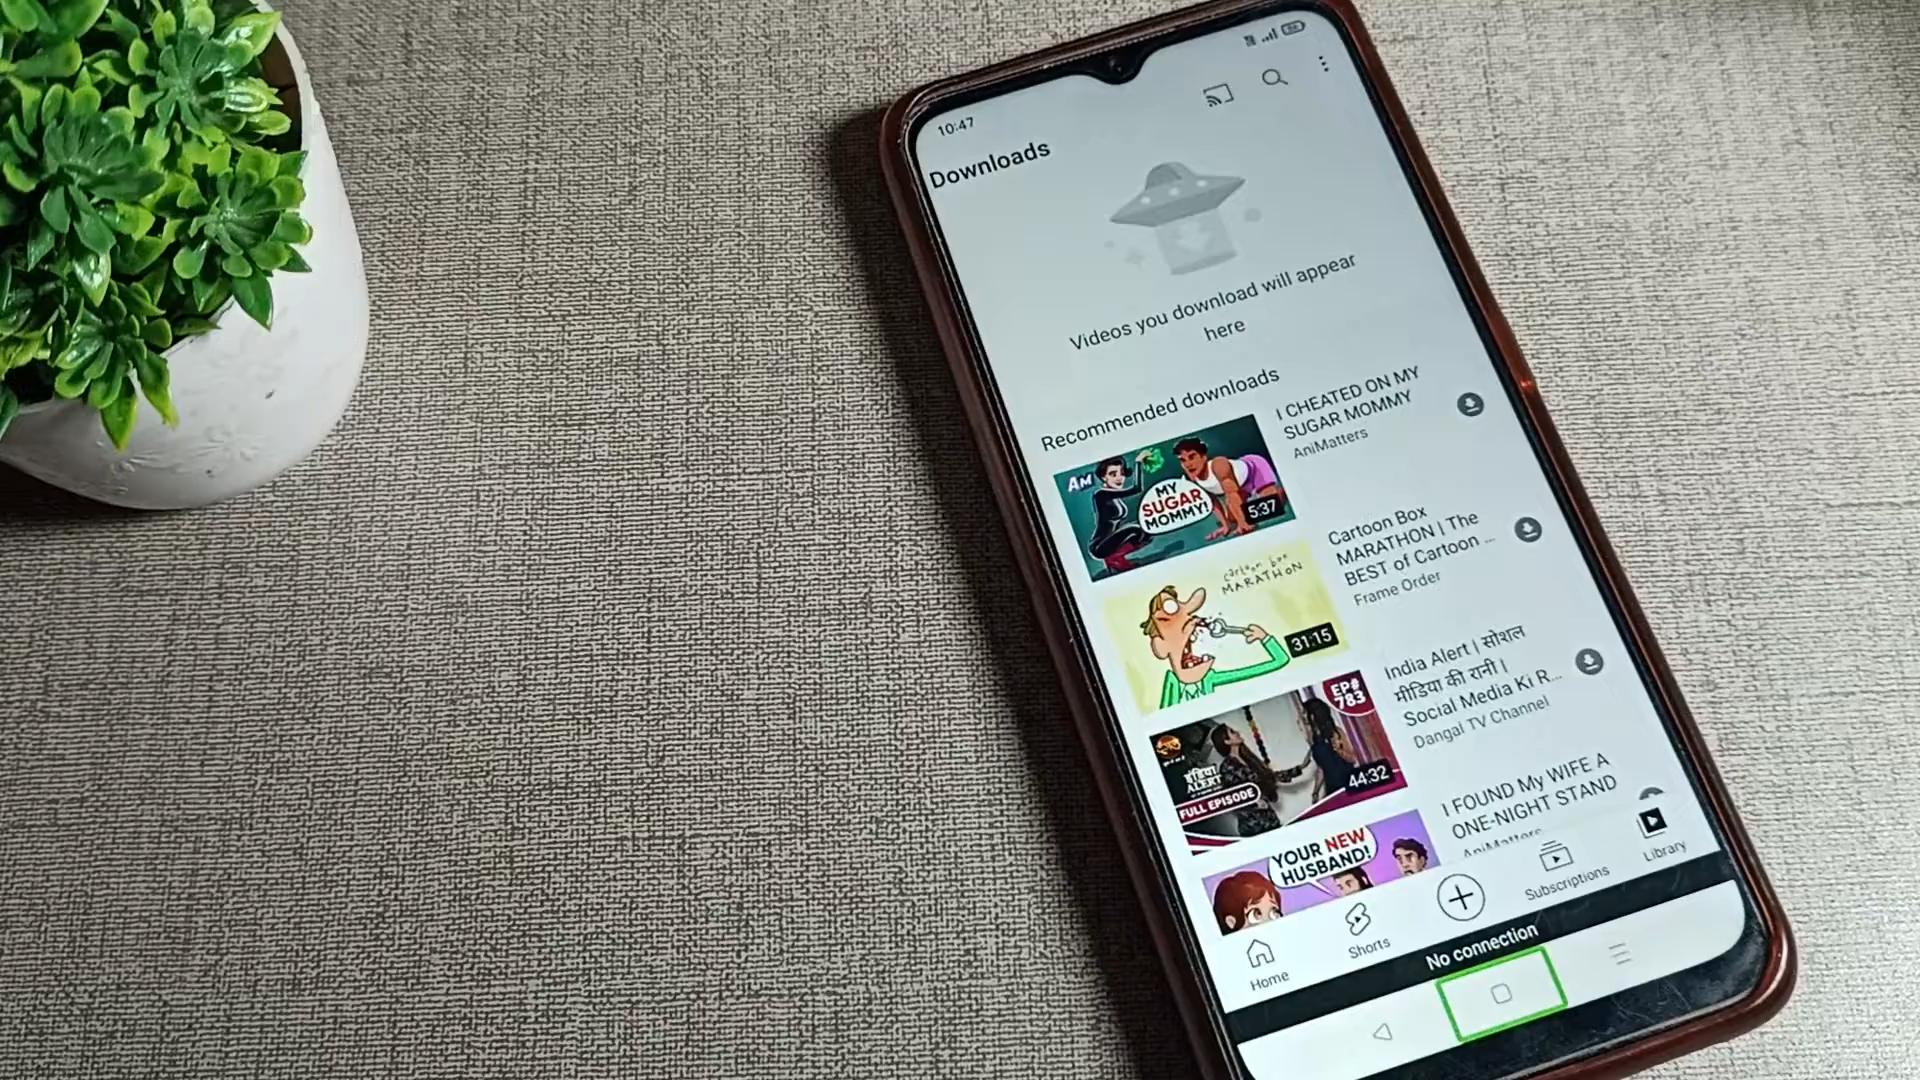 10:47
Downloads
Videos you download will appear
here
Recommended downloads
AM
MY
SUGAR
MOMMY!
5:37
I CHEATED ON MY
SUGAR MOMMY
AniMatters
cartoon box
MARATHON
31:15
Cartoon Box
MARATHON | The
BEST of Cartoon ...
Frame Order
EP#
783
इंडिया
ALERT
FULL EPISODE
44:32
India Alert | सोशल
मीडिया की रानी |
Social Media Ki R...
Dangal TV Channel
YOUR NEW
HUSBAND!
I FOUND My WIFE A
ONE-NIGHT STAND
AniMatters
Home
Shorts
Subscriptions
Library
No connection